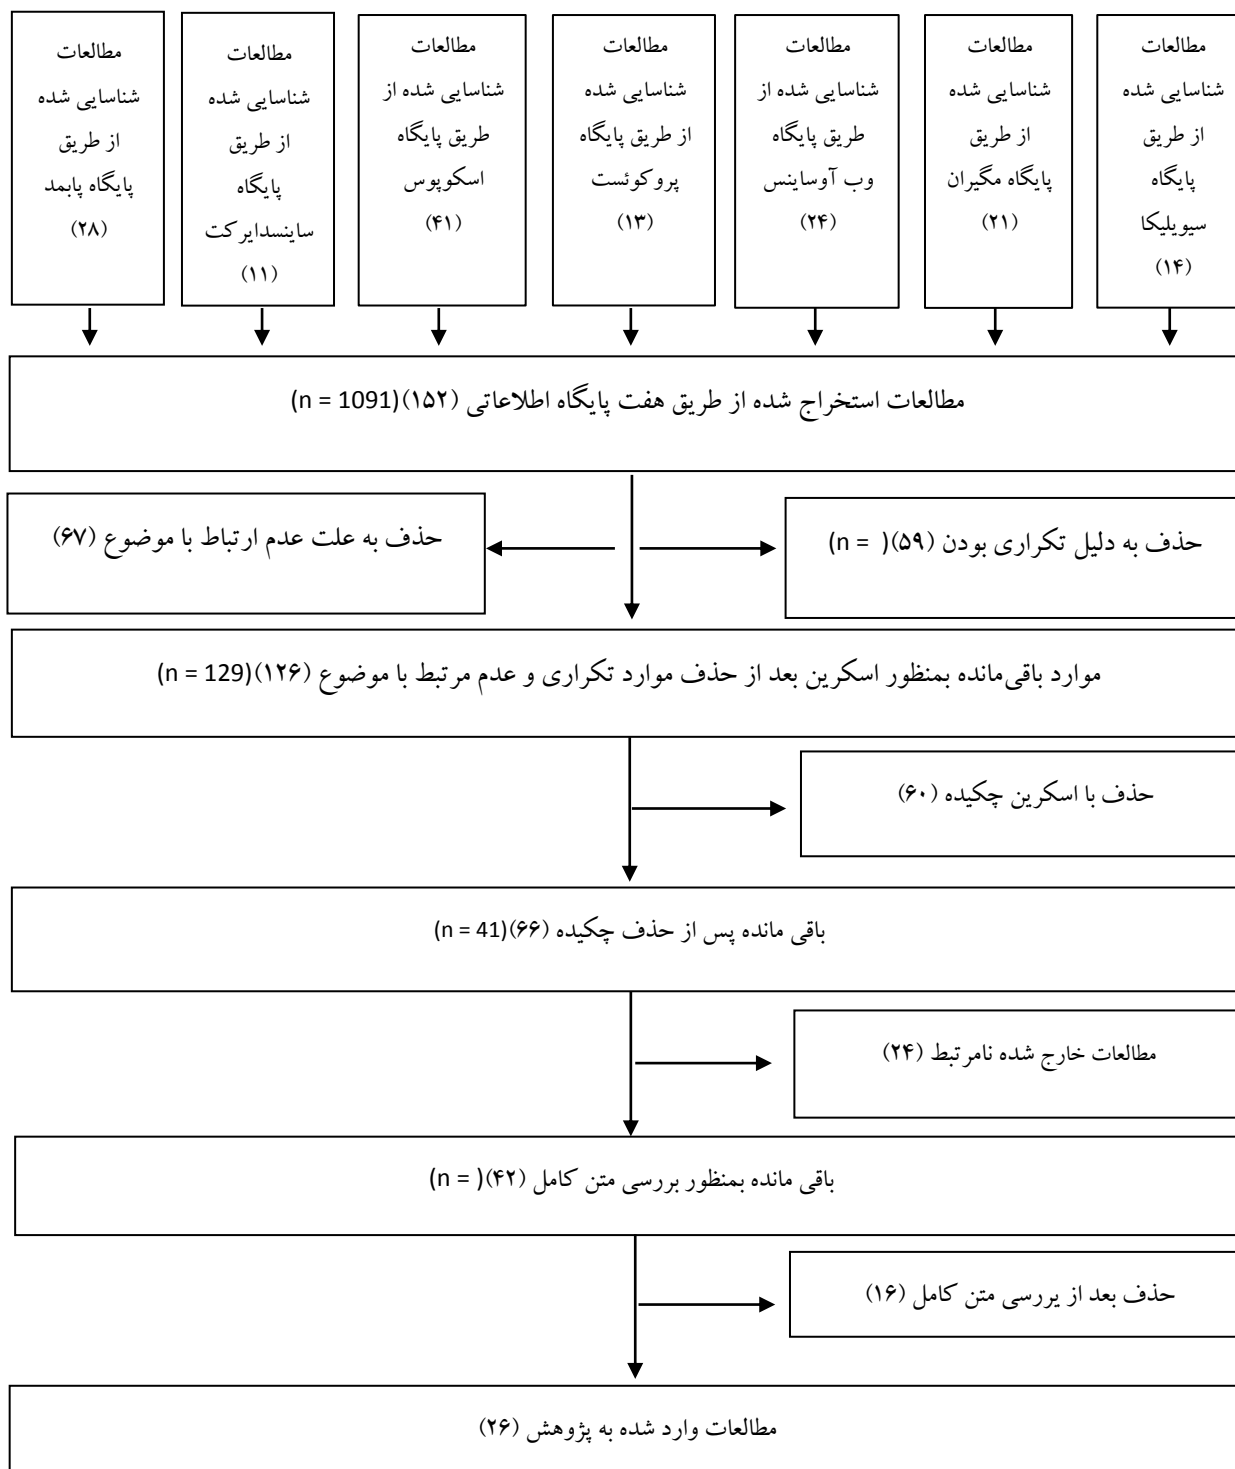 مطالعات
شناسایی شده
از طریق
پایگاه
سیویلیکا
(۱۴)
مطالعات
شناسایی شده
از طریق
پایگاه مگیران
(۲۱)
مطالعات
شناسایی شده از
طریق پایگاه
وب آوساینس
(۲۴)
مطالعات
شناسایی شده
از طریق پایگاه
پروکوئست
(۱۳)
مطالعات
شناسایی شده از
طریق پایگاه
اسکوپوس
(۴۱)
مطالعات
شناسایی شده
از طریق
پایگاه
ساینسدایرکت
(۱۱)
مطالعات
شناسایی شده
از طریق
پایگاه پابمد
(۲۸)
مطالعات استخراج شده از طریق هفت پایگاه اطلاعاتی (۱۵۲)(n = 1091)
حذف به دلیل تکراری بودن (۵۹)(n = )
حذف به علت عدم ارتباط با موضوع (۶۷)
موارد باقی‌مانده بمنظور اسکرین بعد از حذف موارد تکراری و عدم مرتبط با موضوع (۱۲۶)(n = 129)
حذف با اسکرین چکیده (۶۰)
باقی مانده پس از حذف چکیده (۶۶)(n = 41)
مطالعات خارج شده نامرتبط (۲۴)
باقی مانده بمنظور بررسی متن کامل (۴۲)(n = )
حذف بعد از یررسی متن کامل (۱۶)
مطالعات وارد شده به پژوهش (۲۶)